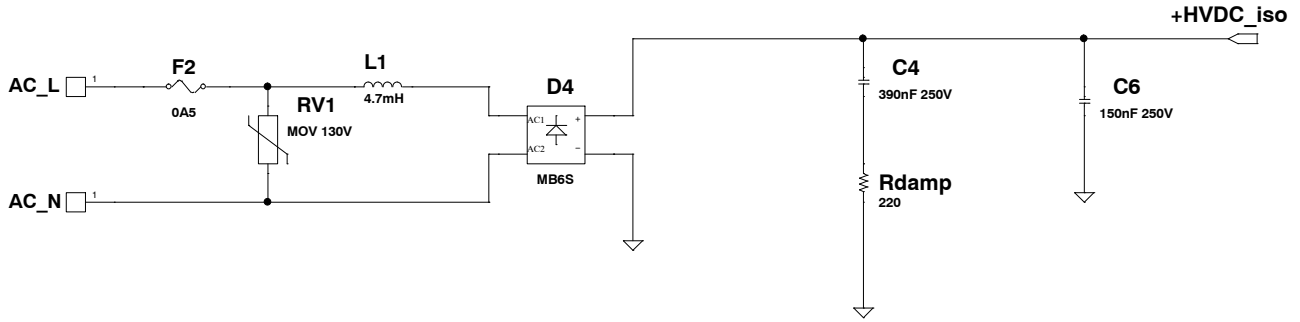 +HVDC_iso
AC_L
1
F2
0A5
L1
4.7mH
RV1
MOV 130V
D4
AC1
+
AC2
−
MB6S
C4
390nF 250V
C6
150nF 250V
AC_N
1
Rdamp
220